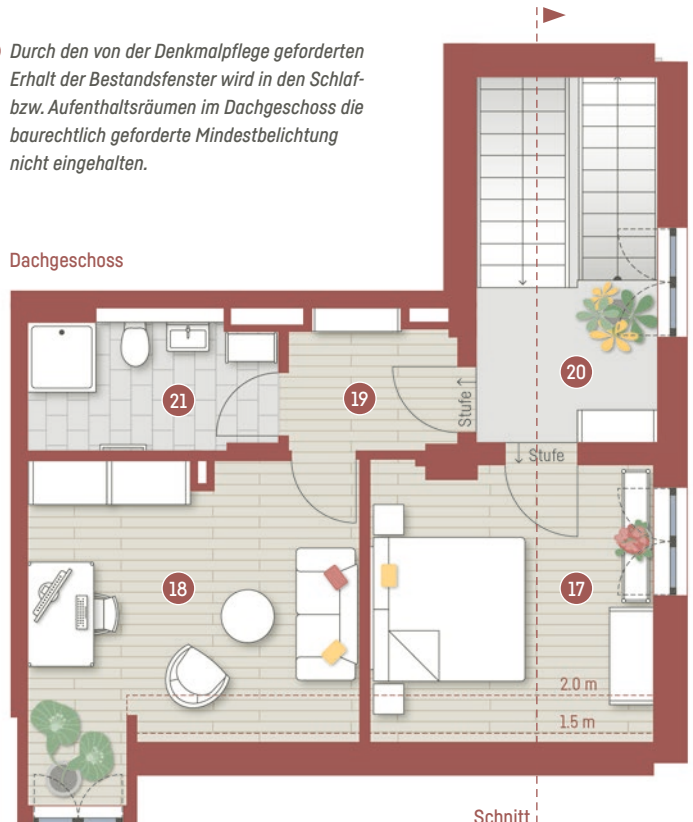 Durch den von der Denkmalpflege geforderten
Erhalt der Bestandsfenster wird in den Schlaf-
bzw. Aufenthaltsräumen im Dachgeschoss die
baurechtlich geforderte Mindestbelichtung
nicht eingehalten.
Dachgeschoss
21
19
20
Stufe
Stufe
18
17
2.0 m
1.5 m
Schnitt